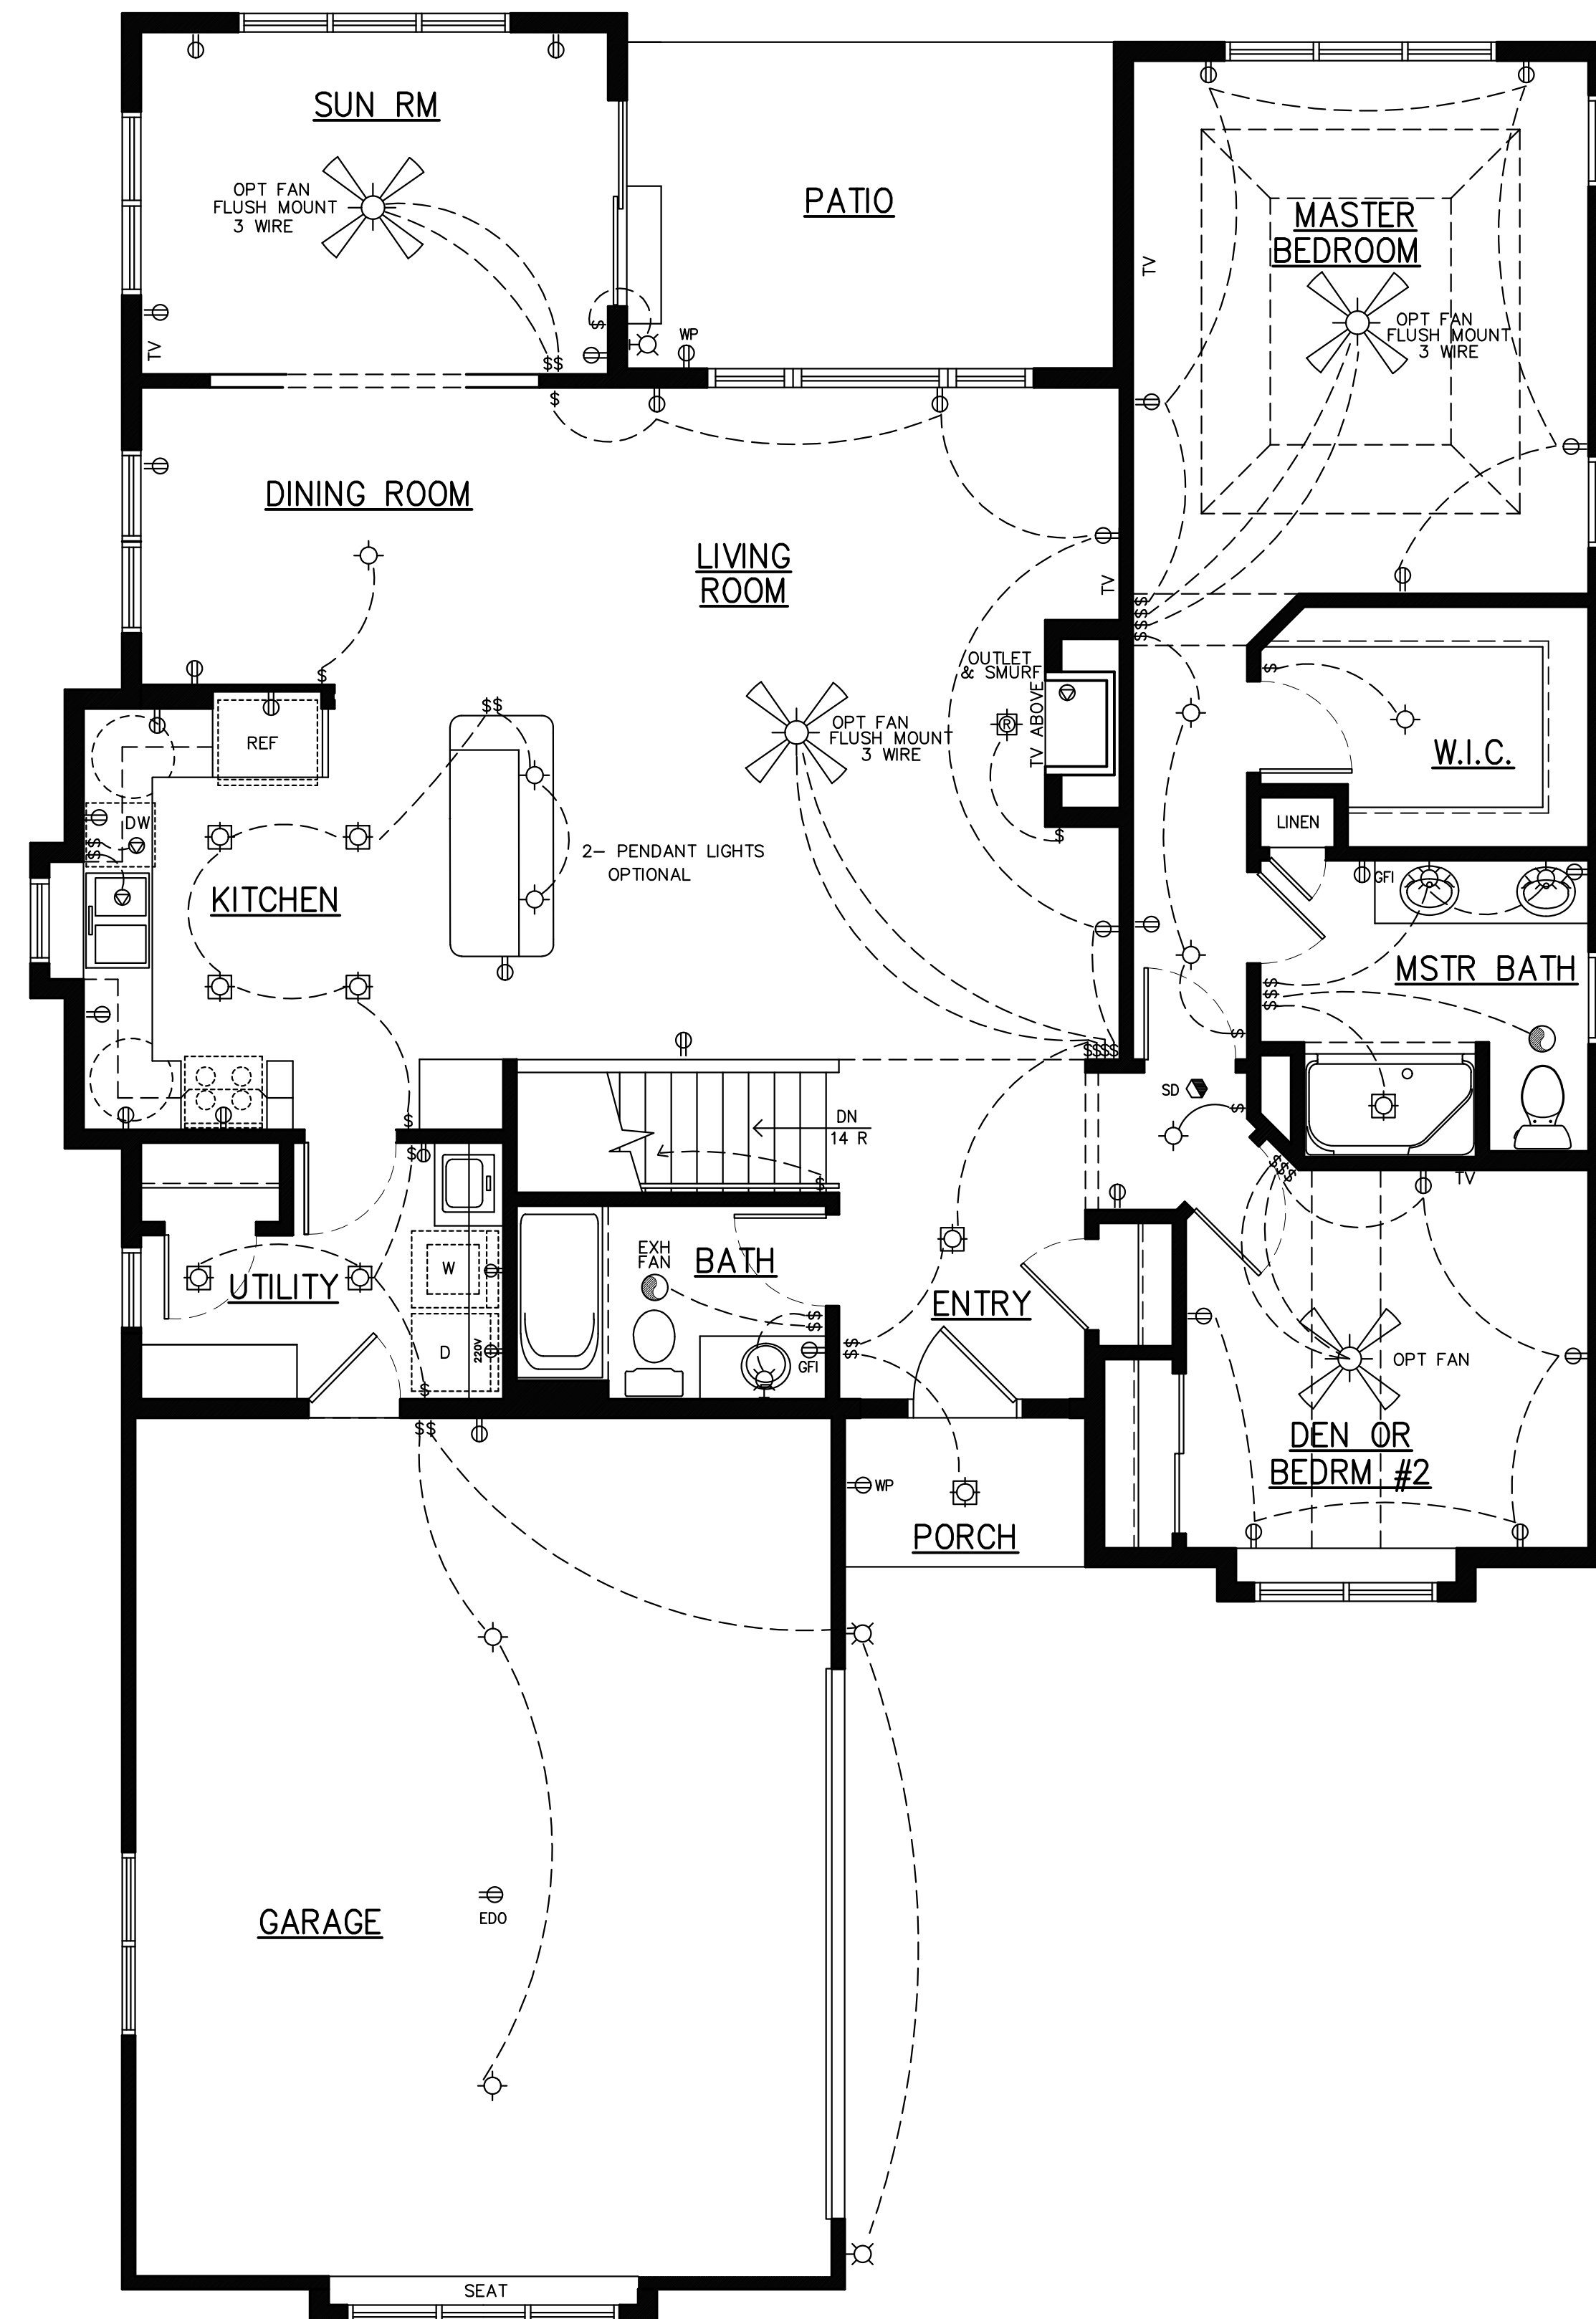 SUN RM
OPT FAN
FLUSH MOUNT
3 WIRE
TV
$
$$
WP
PATIO
MASTER
BEDROOM
TV
OPT FAN
FLUSH MOUNT
3 WIRE
$
DINING ROOM
LIVING
ROOM
TV
$
$
$
$
$
OUTLET
& SMURF
TV ABOVE
R
$
OPT FAN
FLUSH MOUNT
3 WIRE
$
W.I.C.
LINEN
$$
REF
DW
$$
KITCHEN
2- PENDANT LIGHTS
OPTIONAL
GFI
MSTR BATH
$
$
$
$
$$$$
SD
$
DN
14 R
$
$
$
TV
$$$
UTILITY
W
D
220V
$
EXH
FAN
BATH
$
$
GFI
ENTRY
$
$
OPT FAN
DEN OR
BEDRM #2
$$
WP
PORCH
GARAGE
EDO
SEAT